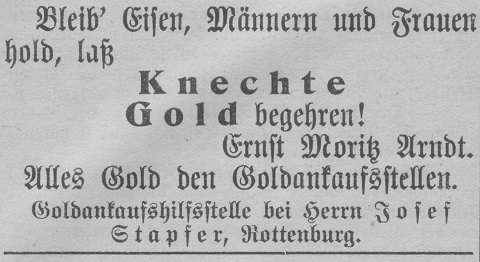 Bleib' Eisen, Männern und Frauen
hold, laß
Knechte
Gold begehren!
Ernst Moritz Arndt.
Alles Gold den Goldankaufsstellen.
Goldankaufshilfsstelle bei Herrn Josef
Stapfer, Rottenburg.